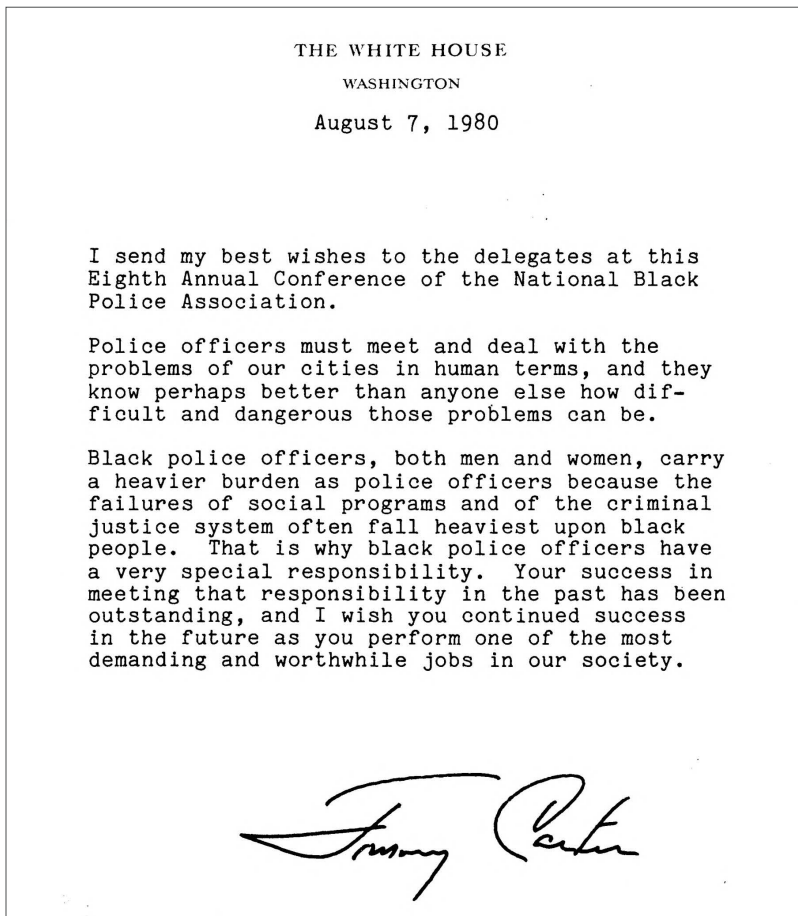 THE WHITE HOUSE
WASHINGTON
August 7, 1980
I send my best wishes to the delegates at this
Eighth Annual Conference of the National Black
Police Association.
Police officers must meet and deal with the
problems of our cities in human terms, and they
know perhaps better than anyone else how dif-
ficult and dangerous those problems can be.
Black police officers, both men and women, carry
a heavier burden as police officers because the
failures of social programs and of the criminal
justice system often fall heaviest upon black
people.  That is why black police officers have
a very special responsibility.  Your success in
meeting that responsibility in the past has been
outstanding, and I wish you continued success
in the future as you perform one of the most
demanding and worthwhile jobs in our society.
Jimmy Carter